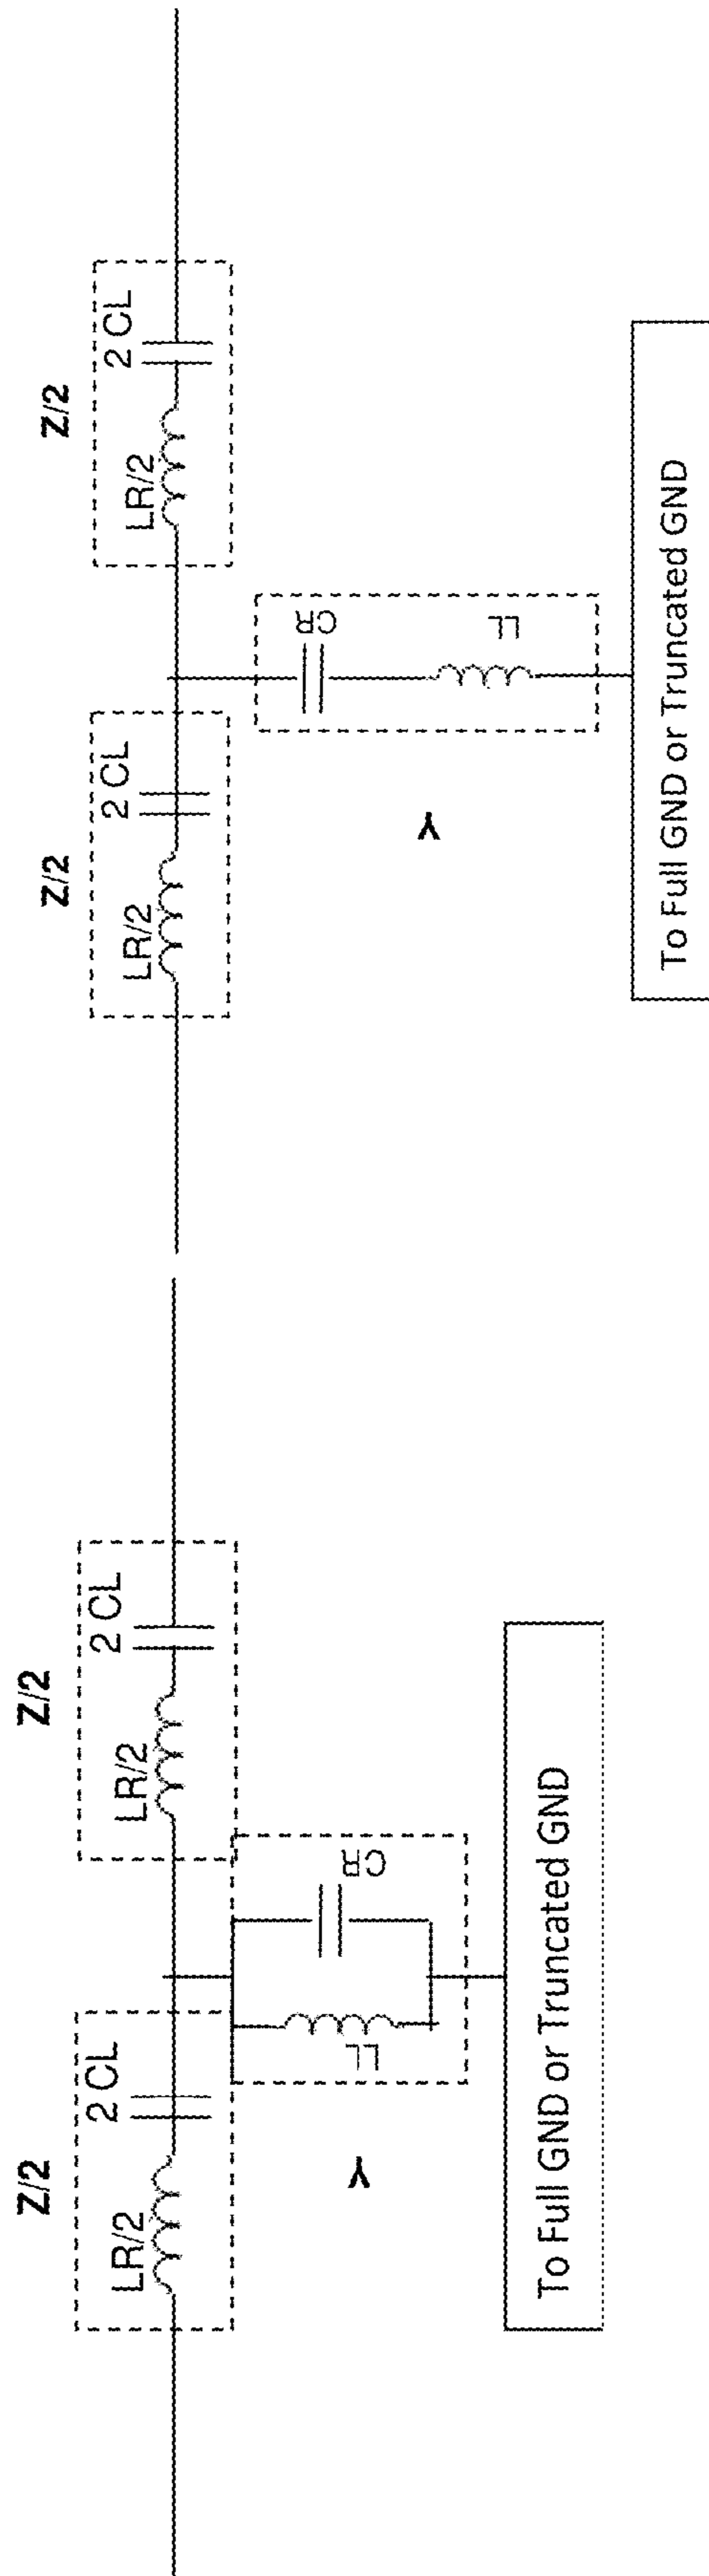 Z/2
Z/2
LR/2
2 CL
LR/2
2 CL
LL
CR
Y
To Full GND or Truncated GND
Z/2
Z/2
LR/2
2 CL
LR/2
2 CL
CR
LL
Y
To Full GND or Truncated GND